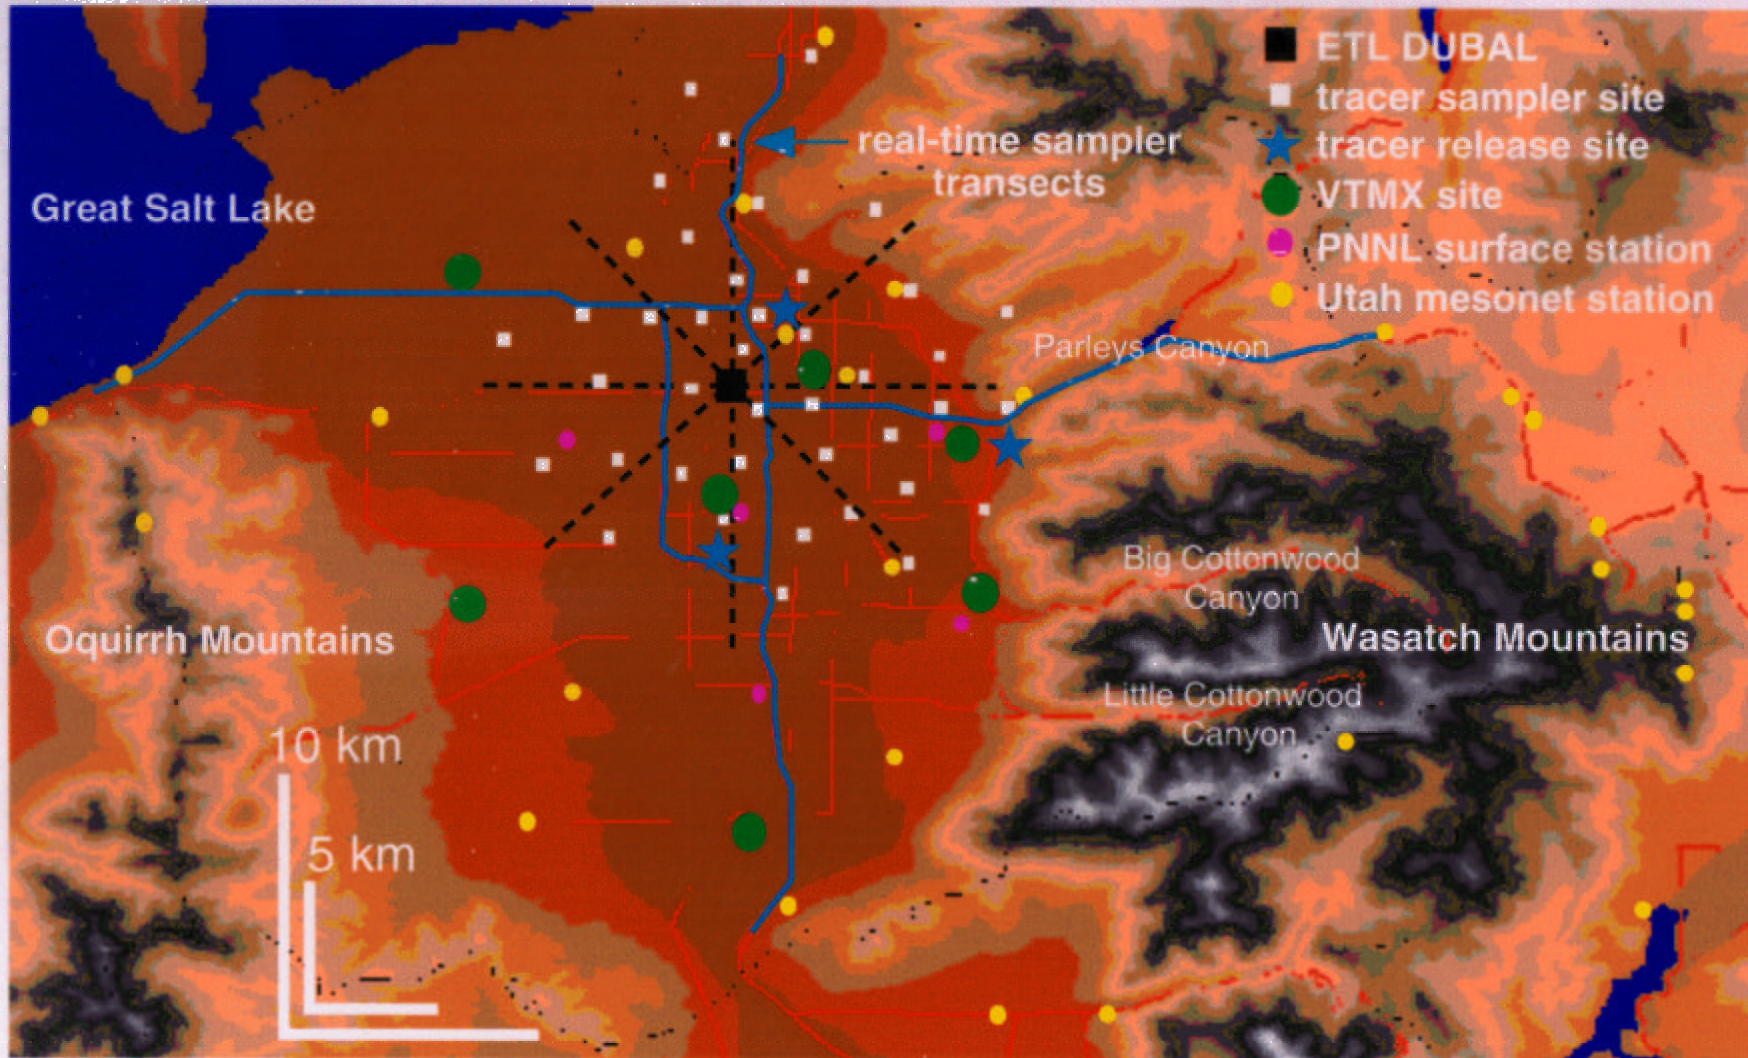 ETL DUBAL
tracer sampler site
real-time sampler
transects
tracer release site
VTMX site
Great Salt Lake
PNNL surface station
Utah mesonet station
Parleys Canyon
Big Cottonwood
Canyon
Oquirrh Mountains
Wasatch Mountains
Little Cottonwood
Canyon
10 km
5 km